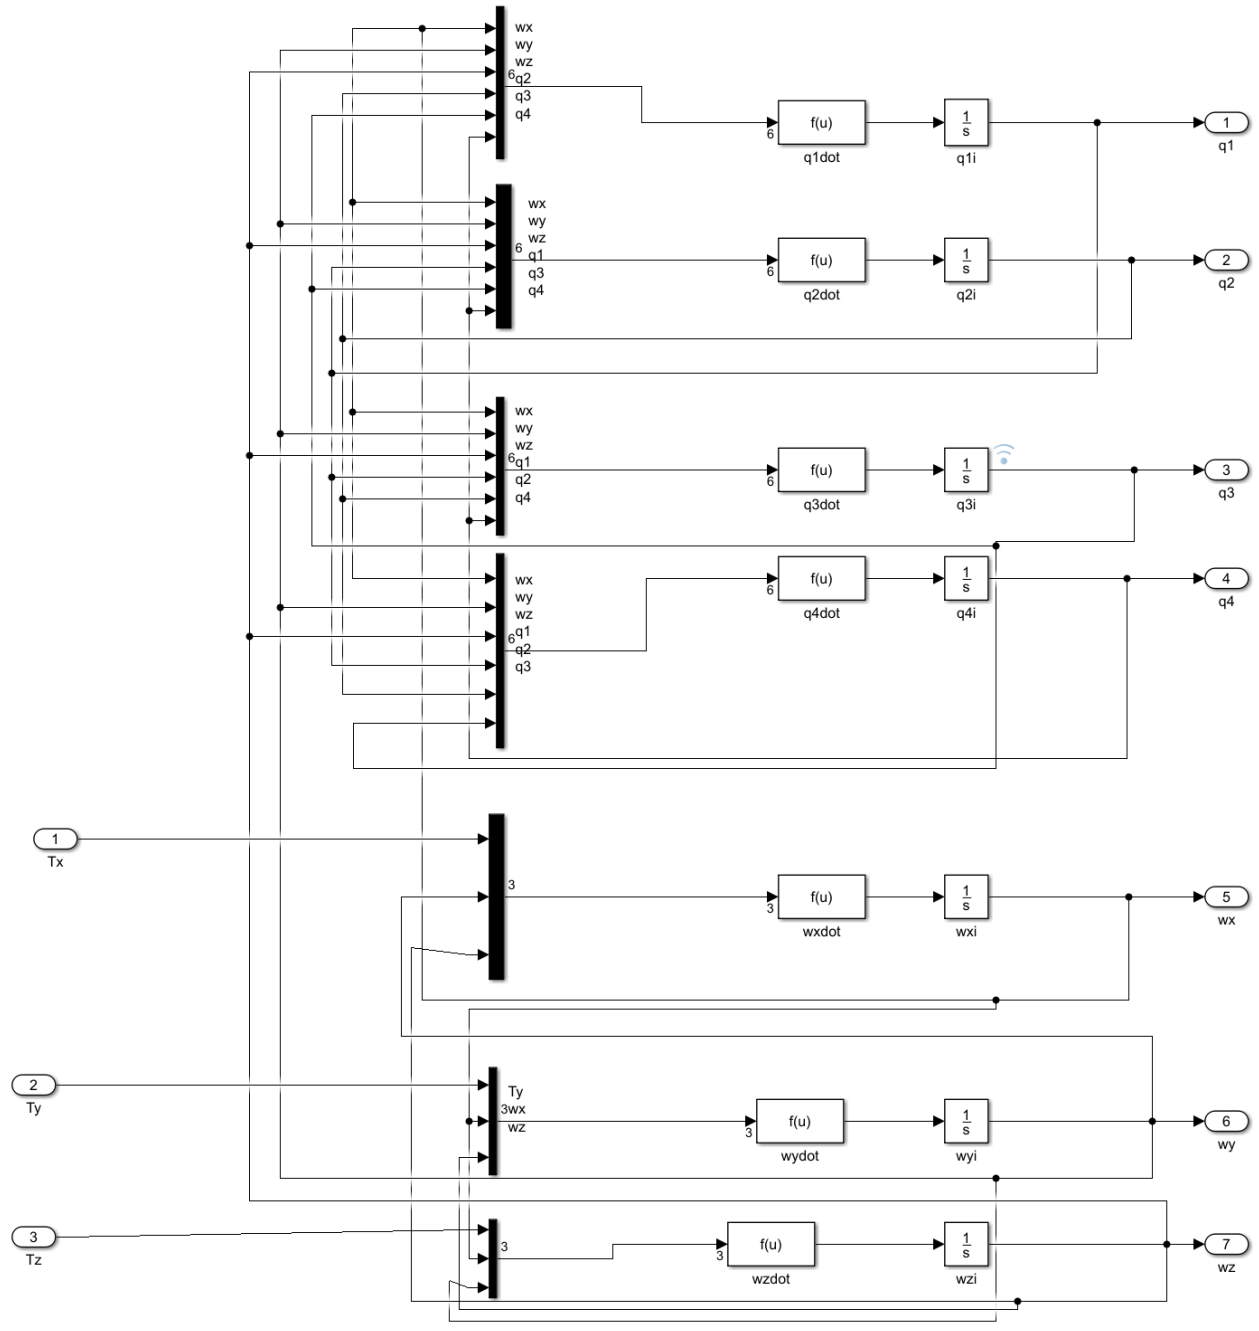 wx
wy
wz
6
q2
q3
q4
f(u)
6
q1dot
1
s
q1i
1
q1
wx
wy
wz
6
q1
q3
q4
f(u)
6
q2dot
1
s
q2i
2
q2
wx
wy
wz
6
q1
q2
q4
f(u)
6
q3dot
1
s
q3i
3
q3
wx
wy
wz
6
q1
q2
q3
f(u)
6
q4dot
1
s
q4i
4
q4
1
Tx
3
f(u)
3
wxdot
1
s
wxi
5
wx
2
Ty
Ty
3
wx
wz
f(u)
3
wydot
1
s
wyi
6
wy
3
Tz
3
f(u)
3
wzdot
1
s
wzi
7
wz